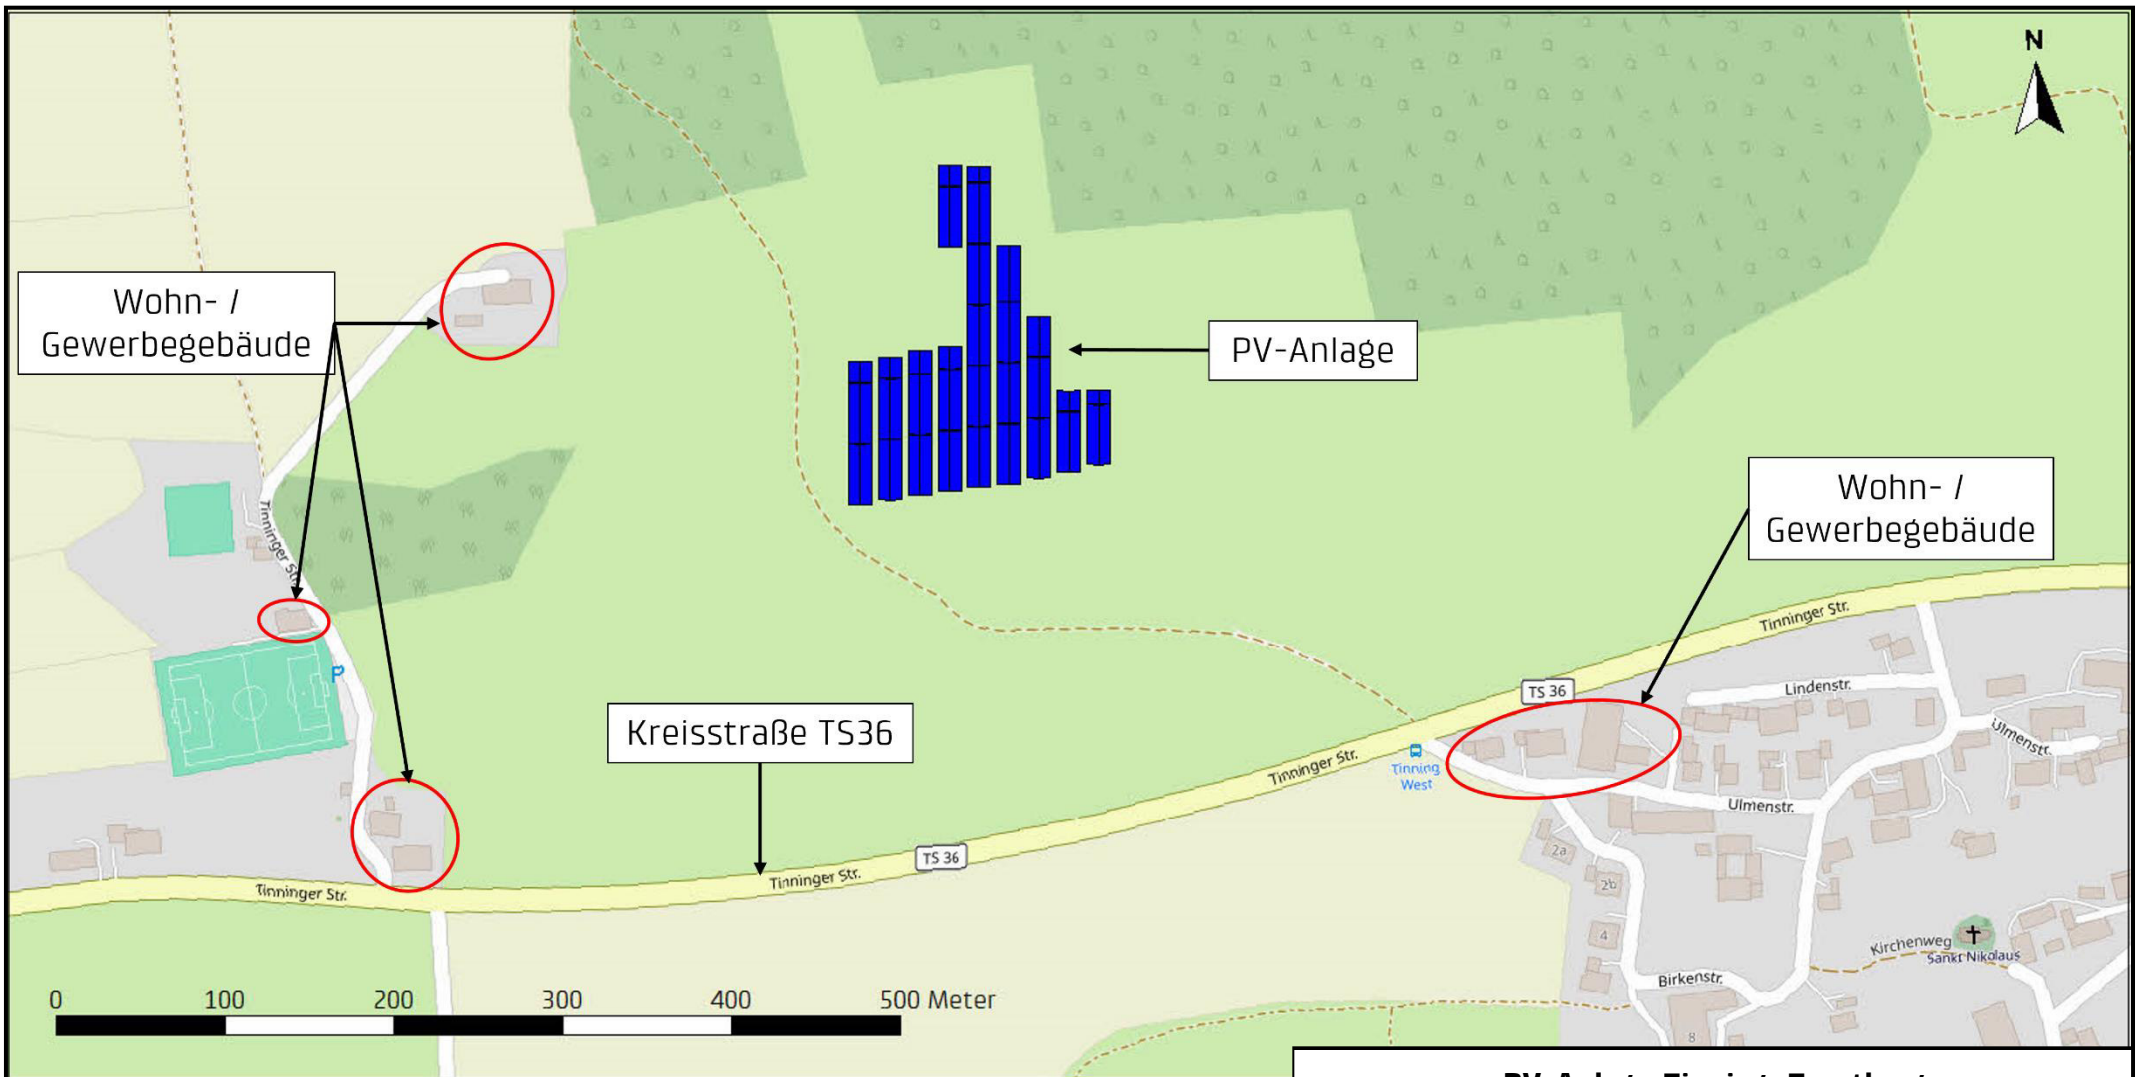 N
Wohn- /
Gewerbegebäude
PV-Anlage
Wohn- /
Gewerbegebäude
Tinninger Str.
Tinninger Str.
P
TS 36
Lindenstr.
Kreisstraße TS36
Ulmenstr.
Tinninger Str.
Tinning
West
Ulmenstr.
2a
TS 36
Tinninger Str.
Tinninger Str.
2b
4
Kirchenweg
Sankt Nikolaus
Birkenstr.
0 100 200 300 400 500 Meter
8